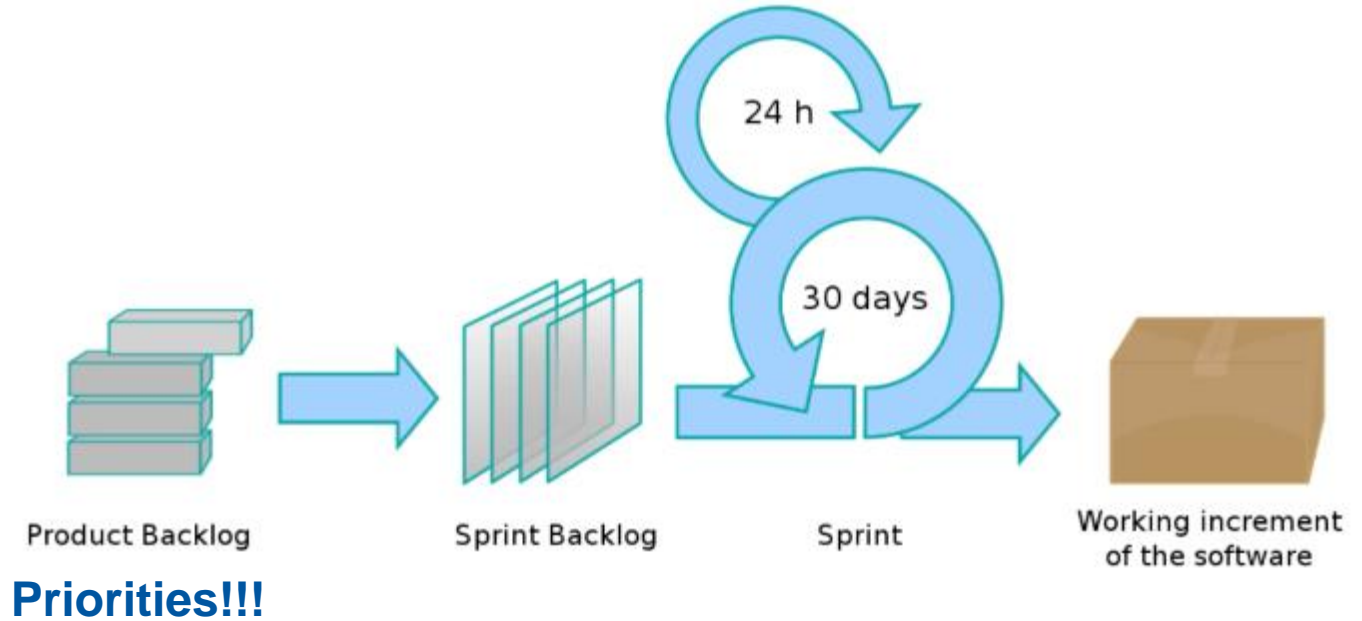 24 h
30 days
Product Backlog
Sprint Backlog
Sprint
Working increment
of the software
Priorities!!!